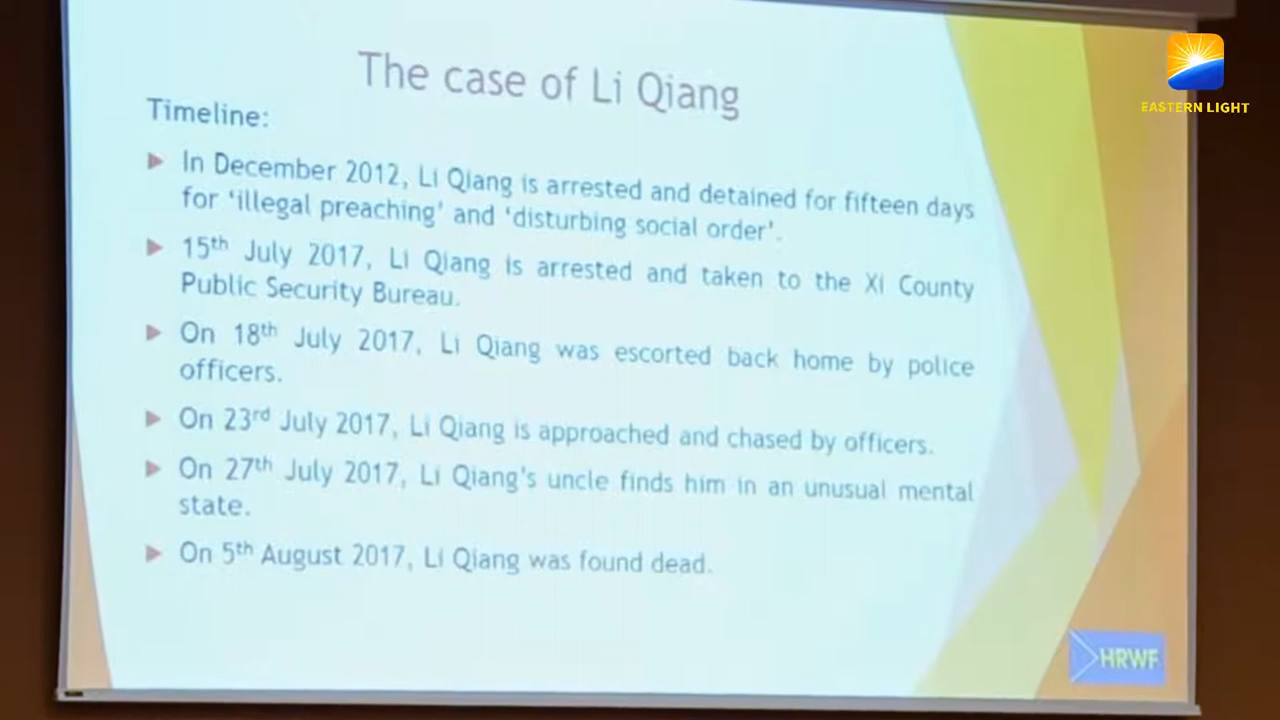 The case of Li Qiang
EASTERN LIGHT
Timeline:
In December 2012, Li Qiang is arrested and detained for fifteen days
for ‘illegal preaching’ and ‘disturbing social order’.
15th July 2017, Li Qiang is arrested and taken to the Xi County
Public Security Bureau.
On 18th July 2017, Li Qiang was escorted back home by police
officers.
On 23rd July 2017, Li Qiang is approached and chased by officers.
On 27th July 2017, Li Qiang's uncle finds him in an unusual mental
state.
On 5th August 2017, Li Qiang was found dead.
HRWF